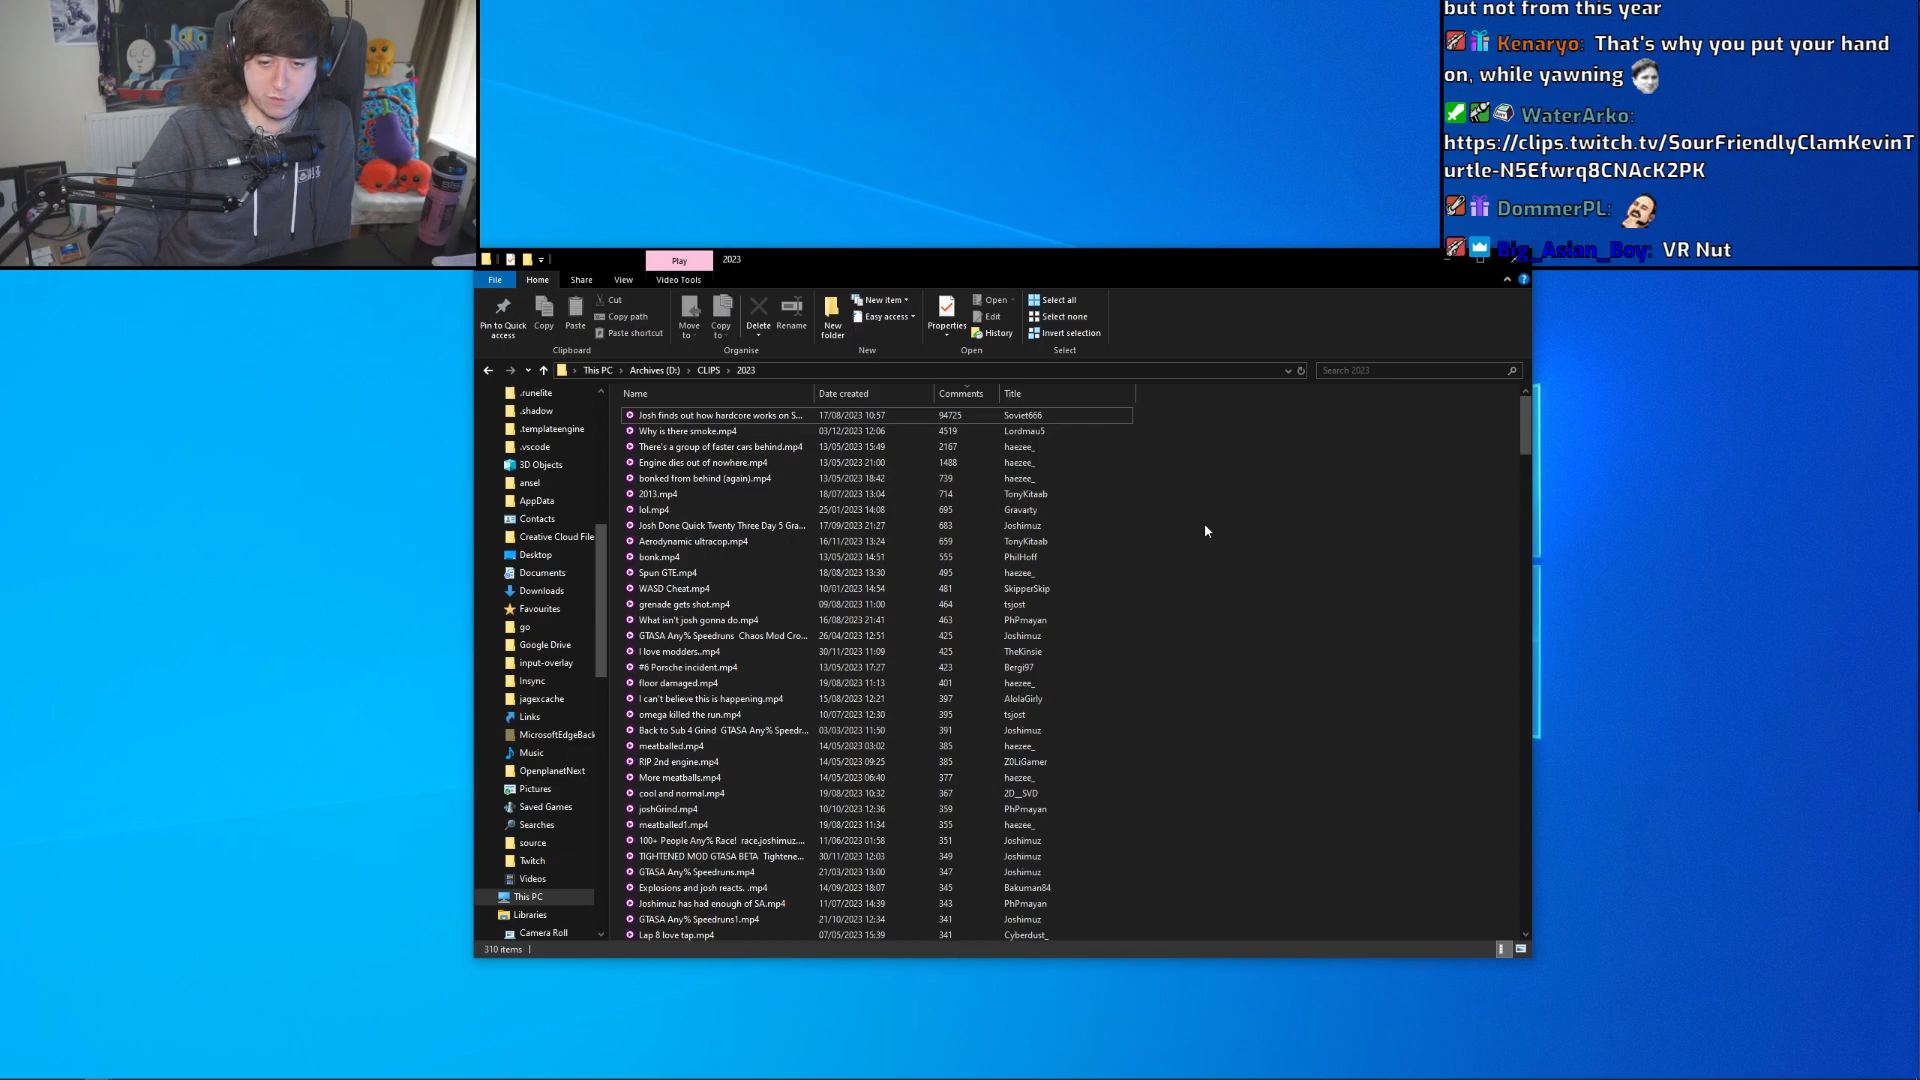 but not from this year
Kenaryo: That's why you put your hand
on, while yawning
WaterArko:
https://clips.twitch.tv/SourFriendlyClamKevinT
urtle-N5Efwrq8CNAcK2PK
DommerPL:
Big_Asian_Boy: VR Nut
Play 2023
File Home Share View Video Tools
Pin to Quick access
Copy
Paste
Cut
Copy path
Paste shortcut
Clipboard
Move to
Copy to
Delete
Rename
Organise
New folder
New item
Easy access
New
Properties
Open
Edit
History
Open
Select all
Select none
Invert selection
Select
This PC > Archives (D:) > CLIPS > 2023
Search 2023
.runelite
.shadow
.templateengine
.vscode
3D Objects
ansel
AppData
Contacts
Creative Cloud File
Desktop
Documents
Downloads
Favourites
go
Google Drive
input-overlay
Insync
jagexcache
Links
MicrosoftEdgeBack
Music
OpenplanetNext
Pictures
Saved Games
Searches
source
Twitch
Videos
This PC
Libraries
Camera Roll
Name Date created Comments Title
Josh finds out how hardcore works on S... 17/08/2023 10:57 94725 Soviet666
Why is there smoke.mp4 03/12/2023 12:06 4519 Lordmau5
There's a group of faster cars behind.mp4 13/05/2023 15:49 2167 haezee_
Engine dies out of nowhere.mp4 13/05/2023 21:00 1488 haezee_
bonked from behind (again).mp4 13/05/2023 18:42 739 haezee_
2013.mp4 18/07/2023 13:04 714 TonyKitaab
lol.mp4 25/01/2023 14:08 695 Gravarty
Josh Done Quick Twenty Three Day 5 Gra... 17/09/2023 21:27 683 Joshimuz
Aerodynamic ultracop.mp4 16/11/2023 13:24 659 TonyKitaab
bonk.mp4 13/05/2023 14:51 555 PhilHoff
Spun GTE.mp4 18/08/2023 13:30 495 haezee_
WASD Cheat.mp4 10/01/2023 14:54 481 SkipperSkip
grenade gets shot.mp4 09/08/2023 11:00 464 tsjost
What isn't josh gonna do.mp4 16/08/2023 21:41 463 PhPmayan
GTASA Any% Speedruns  Chaos Mod Cro... 26/04/2023 12:51 425 Joshimuz
I love modders..mp4 30/11/2023 11:09 425 TheKinsie
#6 Porsche incident.mp4 13/05/2023 17:27 423 Bergi97
floor damaged.mp4 19/08/2023 11:13 401 haezee_
I can't believe this is happening.mp4 15/08/2023 12:21 397 AlolaGirly
omega killed the run.mp4 10/07/2023 12:30 395 tsjost
Back to Sub 4 Grind  GTASA Any% Speedr... 03/03/2023 11:50 391 Joshimuz
meatballed.mp4 14/05/2023 03:02 385 haezee_
RIP 2nd engine.mp4 14/05/2023 09:25 385 Z0LiGamer
More meatballs.mp4 14/05/2023 06:40 377 haezee_
cool and normal.mp4 19/08/2023 10:32 367 2D__SVD
joshGrind.mp4 10/10/2023 12:36 359 PhPmayan
meatballed1.mp4 19/08/2023 11:34 355 haezee_
100+ People Any% Race!  race.joshimuz.... 11/06/2023 01:58 351 Joshimuz
TIGHTENED MOD GTASA BETA  Tightene... 30/11/2023 12:03 349 Joshimuz
GTASA Any% Speedruns.mp4 21/03/2023 13:00 347 Joshimuz
Explosions and josh reacts. .mp4 14/09/2023 18:07 345 Bakuman84
Joshimuz has had enough of SA.mp4 11/07/2023 14:39 343 PhPmayan
GTASA Any% Speedruns1.mp4 21/10/2023 12:34 341 Joshimuz
Lap 8 love tap.mp4 07/05/2023 15:39 341 Cyberdust_
310 items